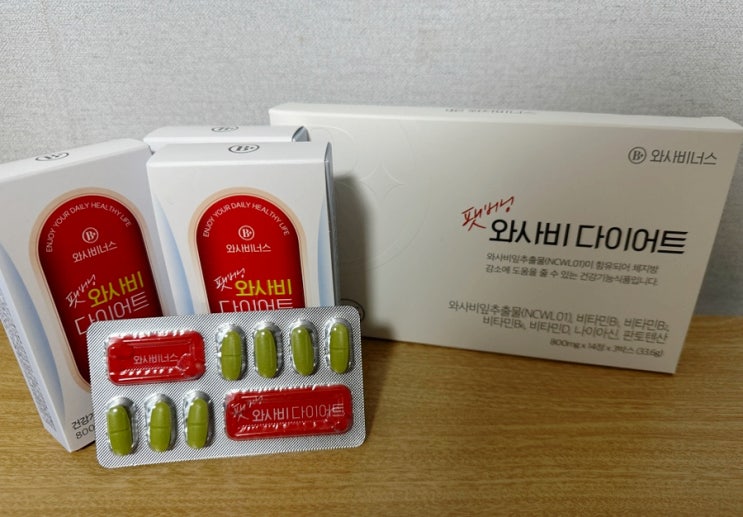 ENJOY YOUR DAILY HEALTHY LIFE
와사비너스
팻버닝
와사비
다이어트
ENJOY YOUR DAILY HEALTHY LIFE
와사비너스
팻버닝
와사비
다이어트
와사비너스
팻버닝 와사비 다이어트
와사비너스
팻버닝
와사비 다이어트
와사비잎추출물(NCWL01)이 함유되어 체지방
감소에 도움을 줄 수 있는 건강기능식품입니다.
와사비잎추출물(NCWL01), 비타민B₁, 비타민B₂,
비타민B₆, 비타민D, 나이아신, 판토텐산
800mg x 14정 x 3박스 (33.6g)